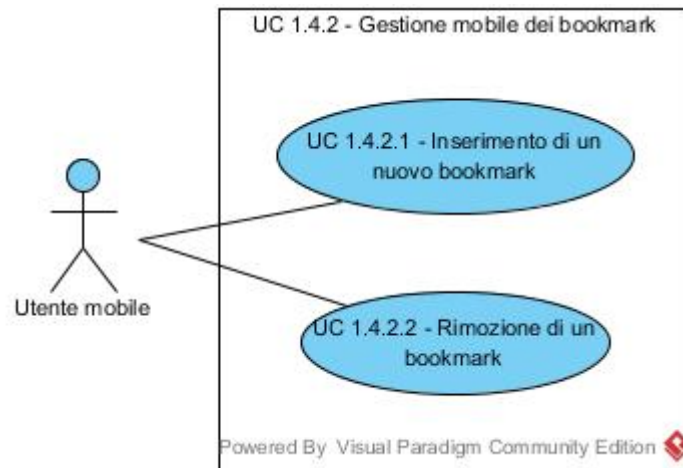 UC 1.4.2 - Gestione mobile dei bookmark
UC 1.4.2.1 - Inserimento di un
nuovo bookmark
Utente mobile
UC 1.4.2.2 - Rimozione di un
bookmark
Powered By Visual Paradigm Community Edition